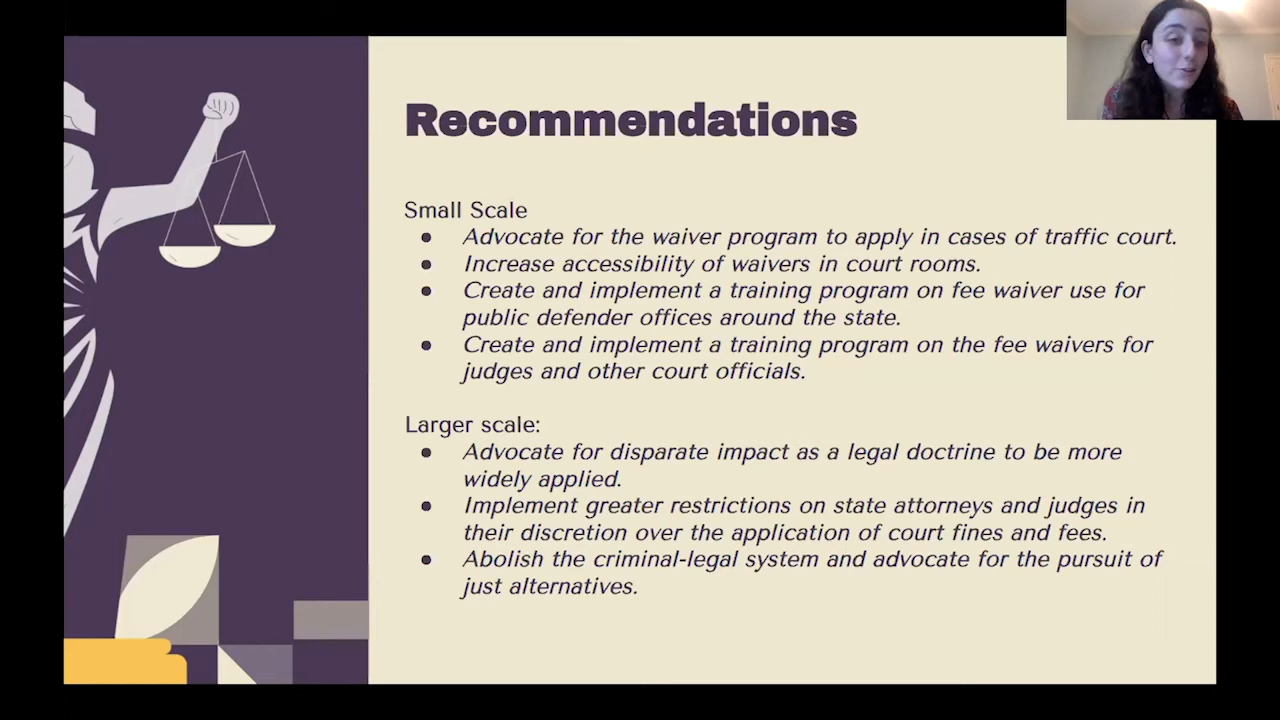 Recommendations
Small Scale
● Advocate for the waiver program to apply in cases of traffic court.
● Increase accessibility of waivers in court rooms.
● Create and implement a training program on fee waiver use for
public defender offices around the state.
● Create and implement a training program on the fee waivers for
judges and other court officials.
Larger scale:
● Advocate for disparate impact as a legal doctrine to be more
widely applied.
● Implement greater restrictions on state attorneys and judges in
their discretion over the application of court fines and fees.
● Abolish the criminal-legal system and advocate for the pursuit of
just alternatives.